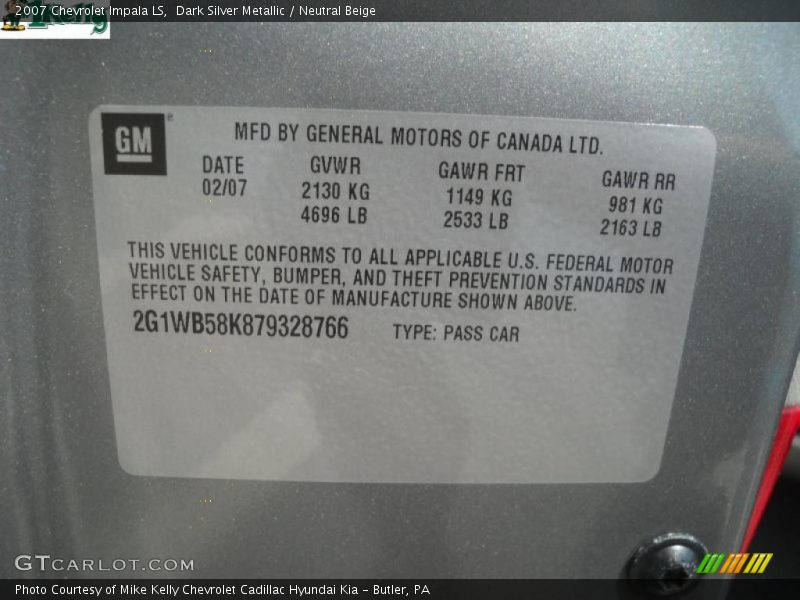 2007 Chevrolet Impala LS, Dark Silver Metallic / Neutral Beige
GM
MFD BY GENERAL MOTORS OF CANADA LTD.
DATE GVWR GAWR FRT GAWR RR
02/07 2130 KG 1149 KG 981 KG
4696 LB 2533 LB 2163 LB
THIS VEHICLE CONFORMS TO ALL APPLICABLE U.S. FEDERAL MOTOR
VEHICLE SAFETY, BUMPER, AND THEFT PREVENTION STANDARDS IN
EFFECT ON THE DATE OF MANUFACTURE SHOWN ABOVE.
2G1WB58K879328766 TYPE: PASS CAR
GTCARLOT.COM
Photo Courtesy of Mike Kelly Chevrolet Cadillac Hyundai Kia – Butler, PA